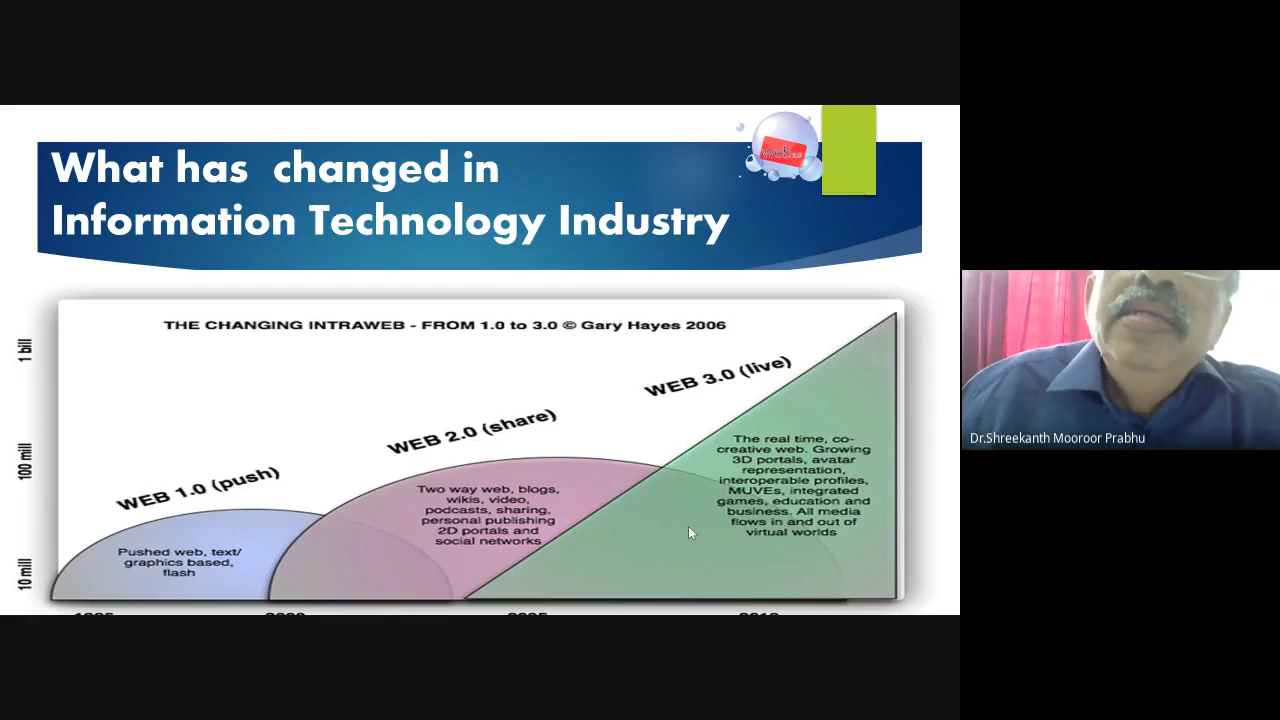 What has  changed in
Information Technology Industry
THE CHANGING INTRAWEB - FROM 1.0 to 3.0 © Gary Hayes 2006
1 bill
100 mill
10 mill
WEB 1.0 (push)
Pushed web, text/
graphics based,
flash
WEB 2.0 (share)
Two way web, blogs,
wikis, video,
podcasts, sharing,
personal publishing
2D portals and
social networks
WEB 3.0 (live)
The real time, co-
creative web. Growing
3D portals, avatar
representation,
interoperable profiles,
MUVEs, integrated
games, education and
business. All media
flows in and out of
virtual worlds
Dr.Shreekanth Mooroor Prabhu